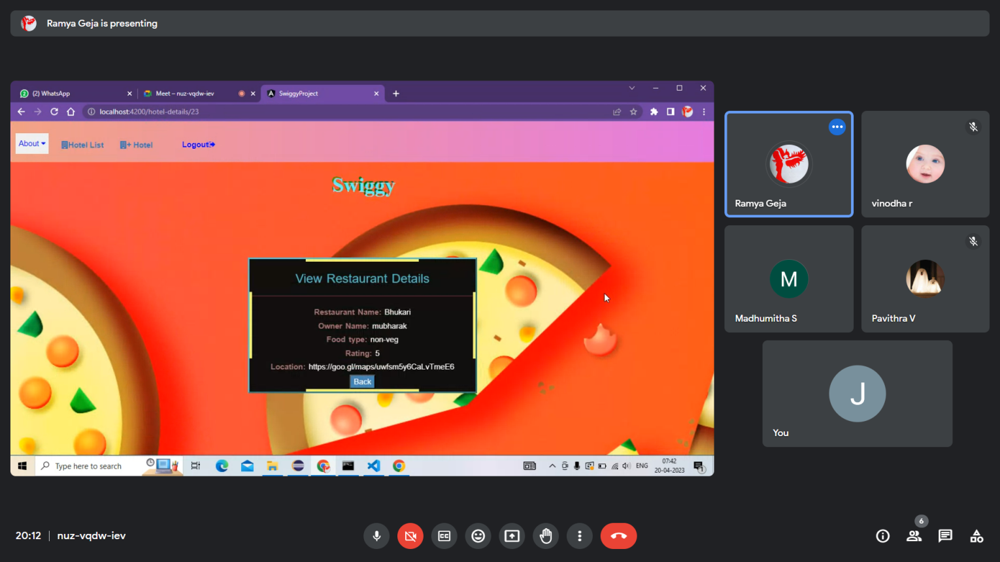 Ramya Geja is presenting
(2) WhatsApp
Meet – nuz-vqdw-iev
SwiggyProject
localhost:4200/hotel-details/23
About
Hotel List
+ Hotel
Logout
Swiggy
View Restaurant Details
Restaurant Name: Bhukari
Owner Name: mubharak
Food type: non-veg
Rating: 5
Location: https://goo.gl/maps/uwfsm5y6CaLvTmeE6
Back
Type here to search
ENG
07:42
20-04-2023
1
Ramya Geja
vinodha r
M
Madhumitha S
Pavithra V
J
You
20:12 | nuz-vqdw-iev
CC
6